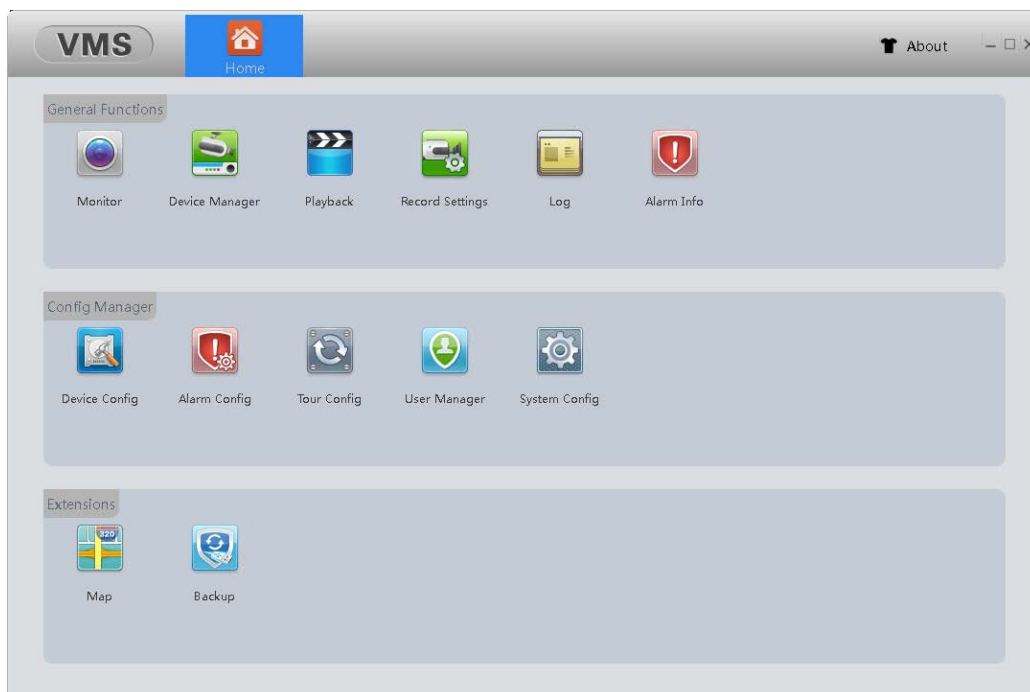 VMS
Home
About
General Functions
Monitor
Device Manager
Playback
Record Settings
Log
Alarm Info
Config Manager
Device Config
Alarm Config
Tour Config
User Manager
System Config
Extensions
320
Map
Backup